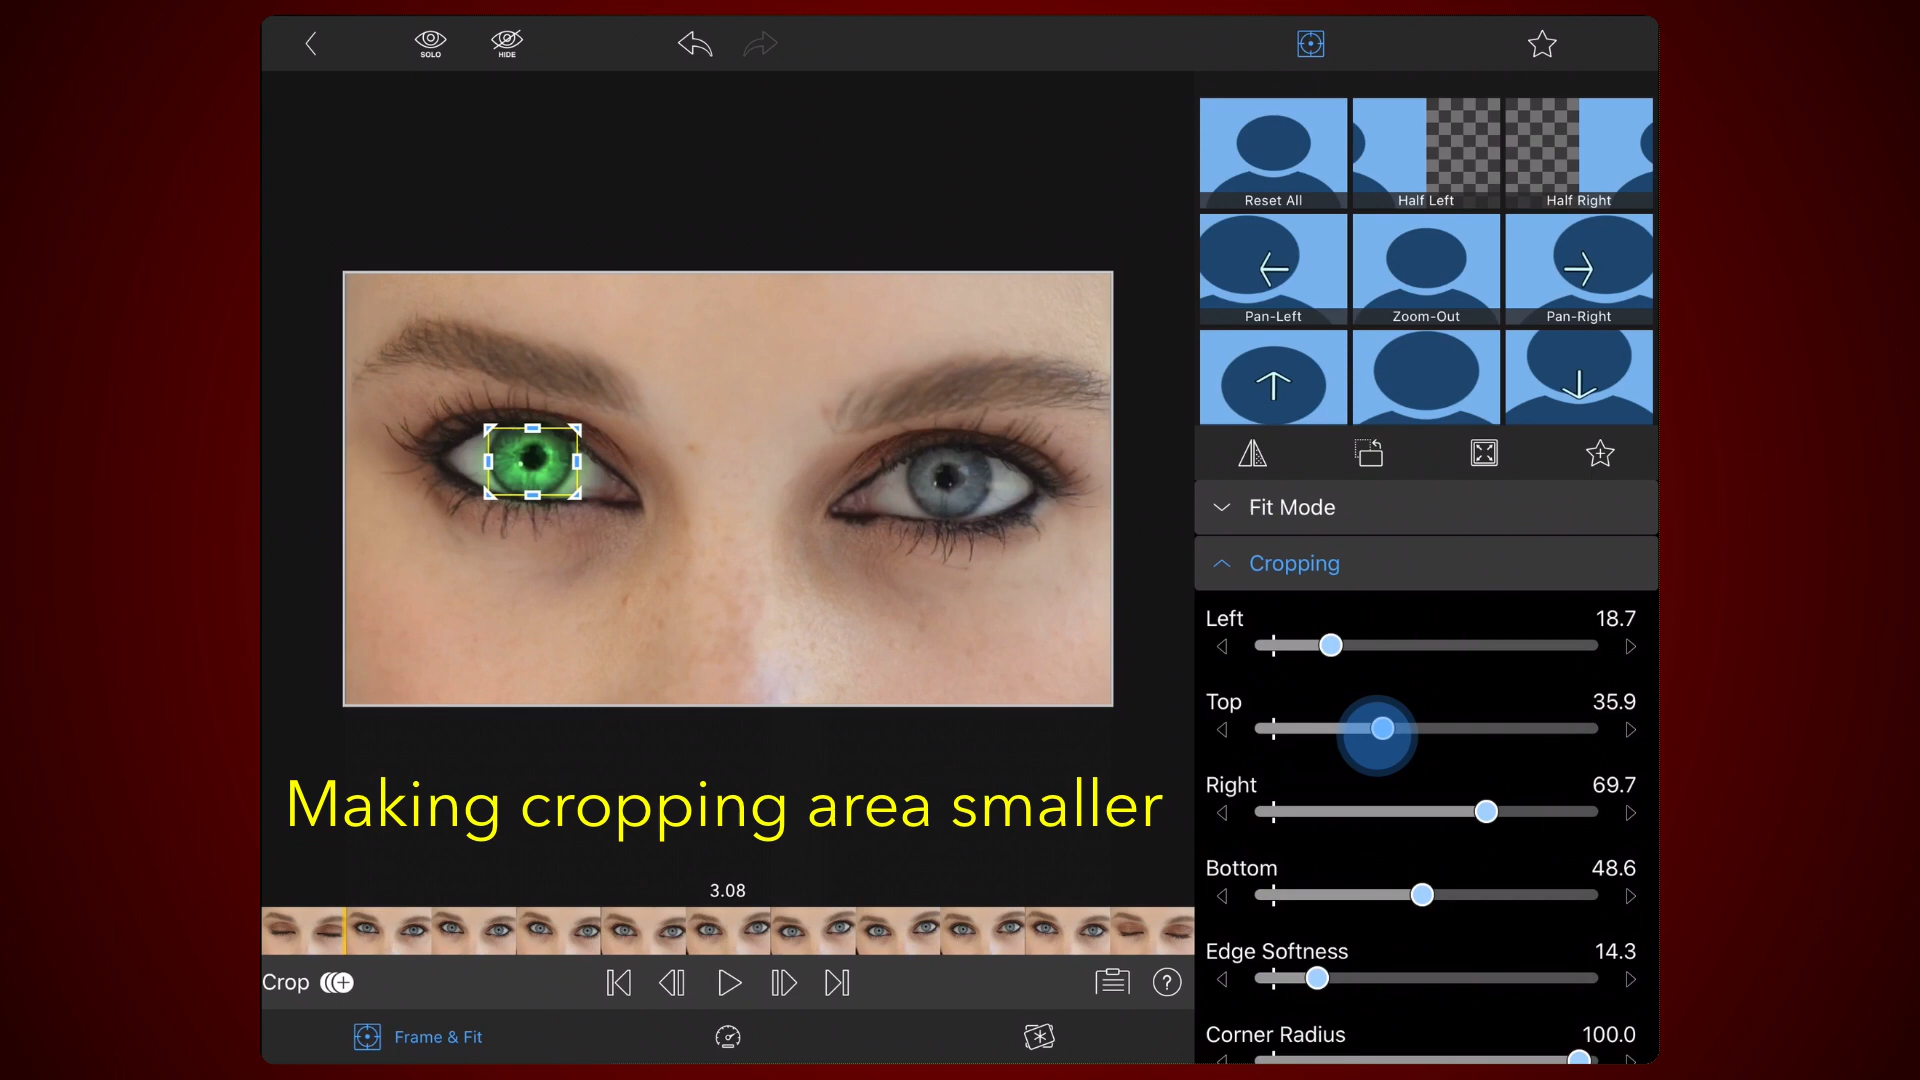 SOLO
HIDE
Reset All
Half Left
Half Right
Pan-Left
Zoom-Out
Pan-Right
Fit Mode
Cropping
Left 18.7
Top 35.9
Right 69.7
Bottom 48.6
Edge Softness 14.3
Corner Radius 100.0
Making cropping area smaller
3.08
Crop
?
Frame & Fit